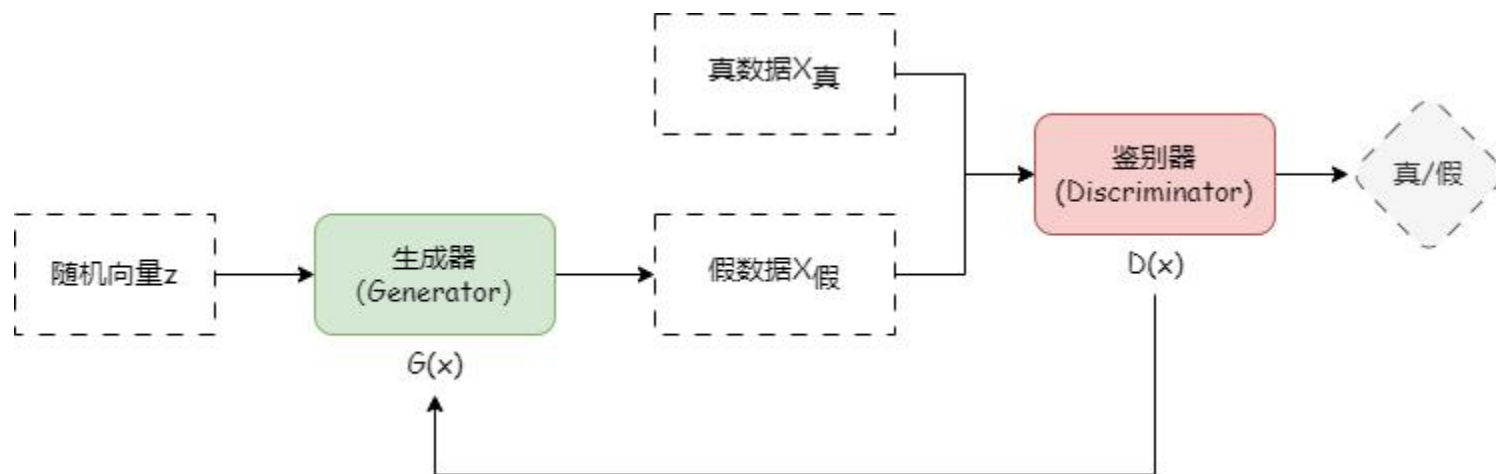 真数据X真
鉴别器
(Discriminator)
真/假
D(x)
随机向量z
生成器
(Generator)
假数据X假
G(x)